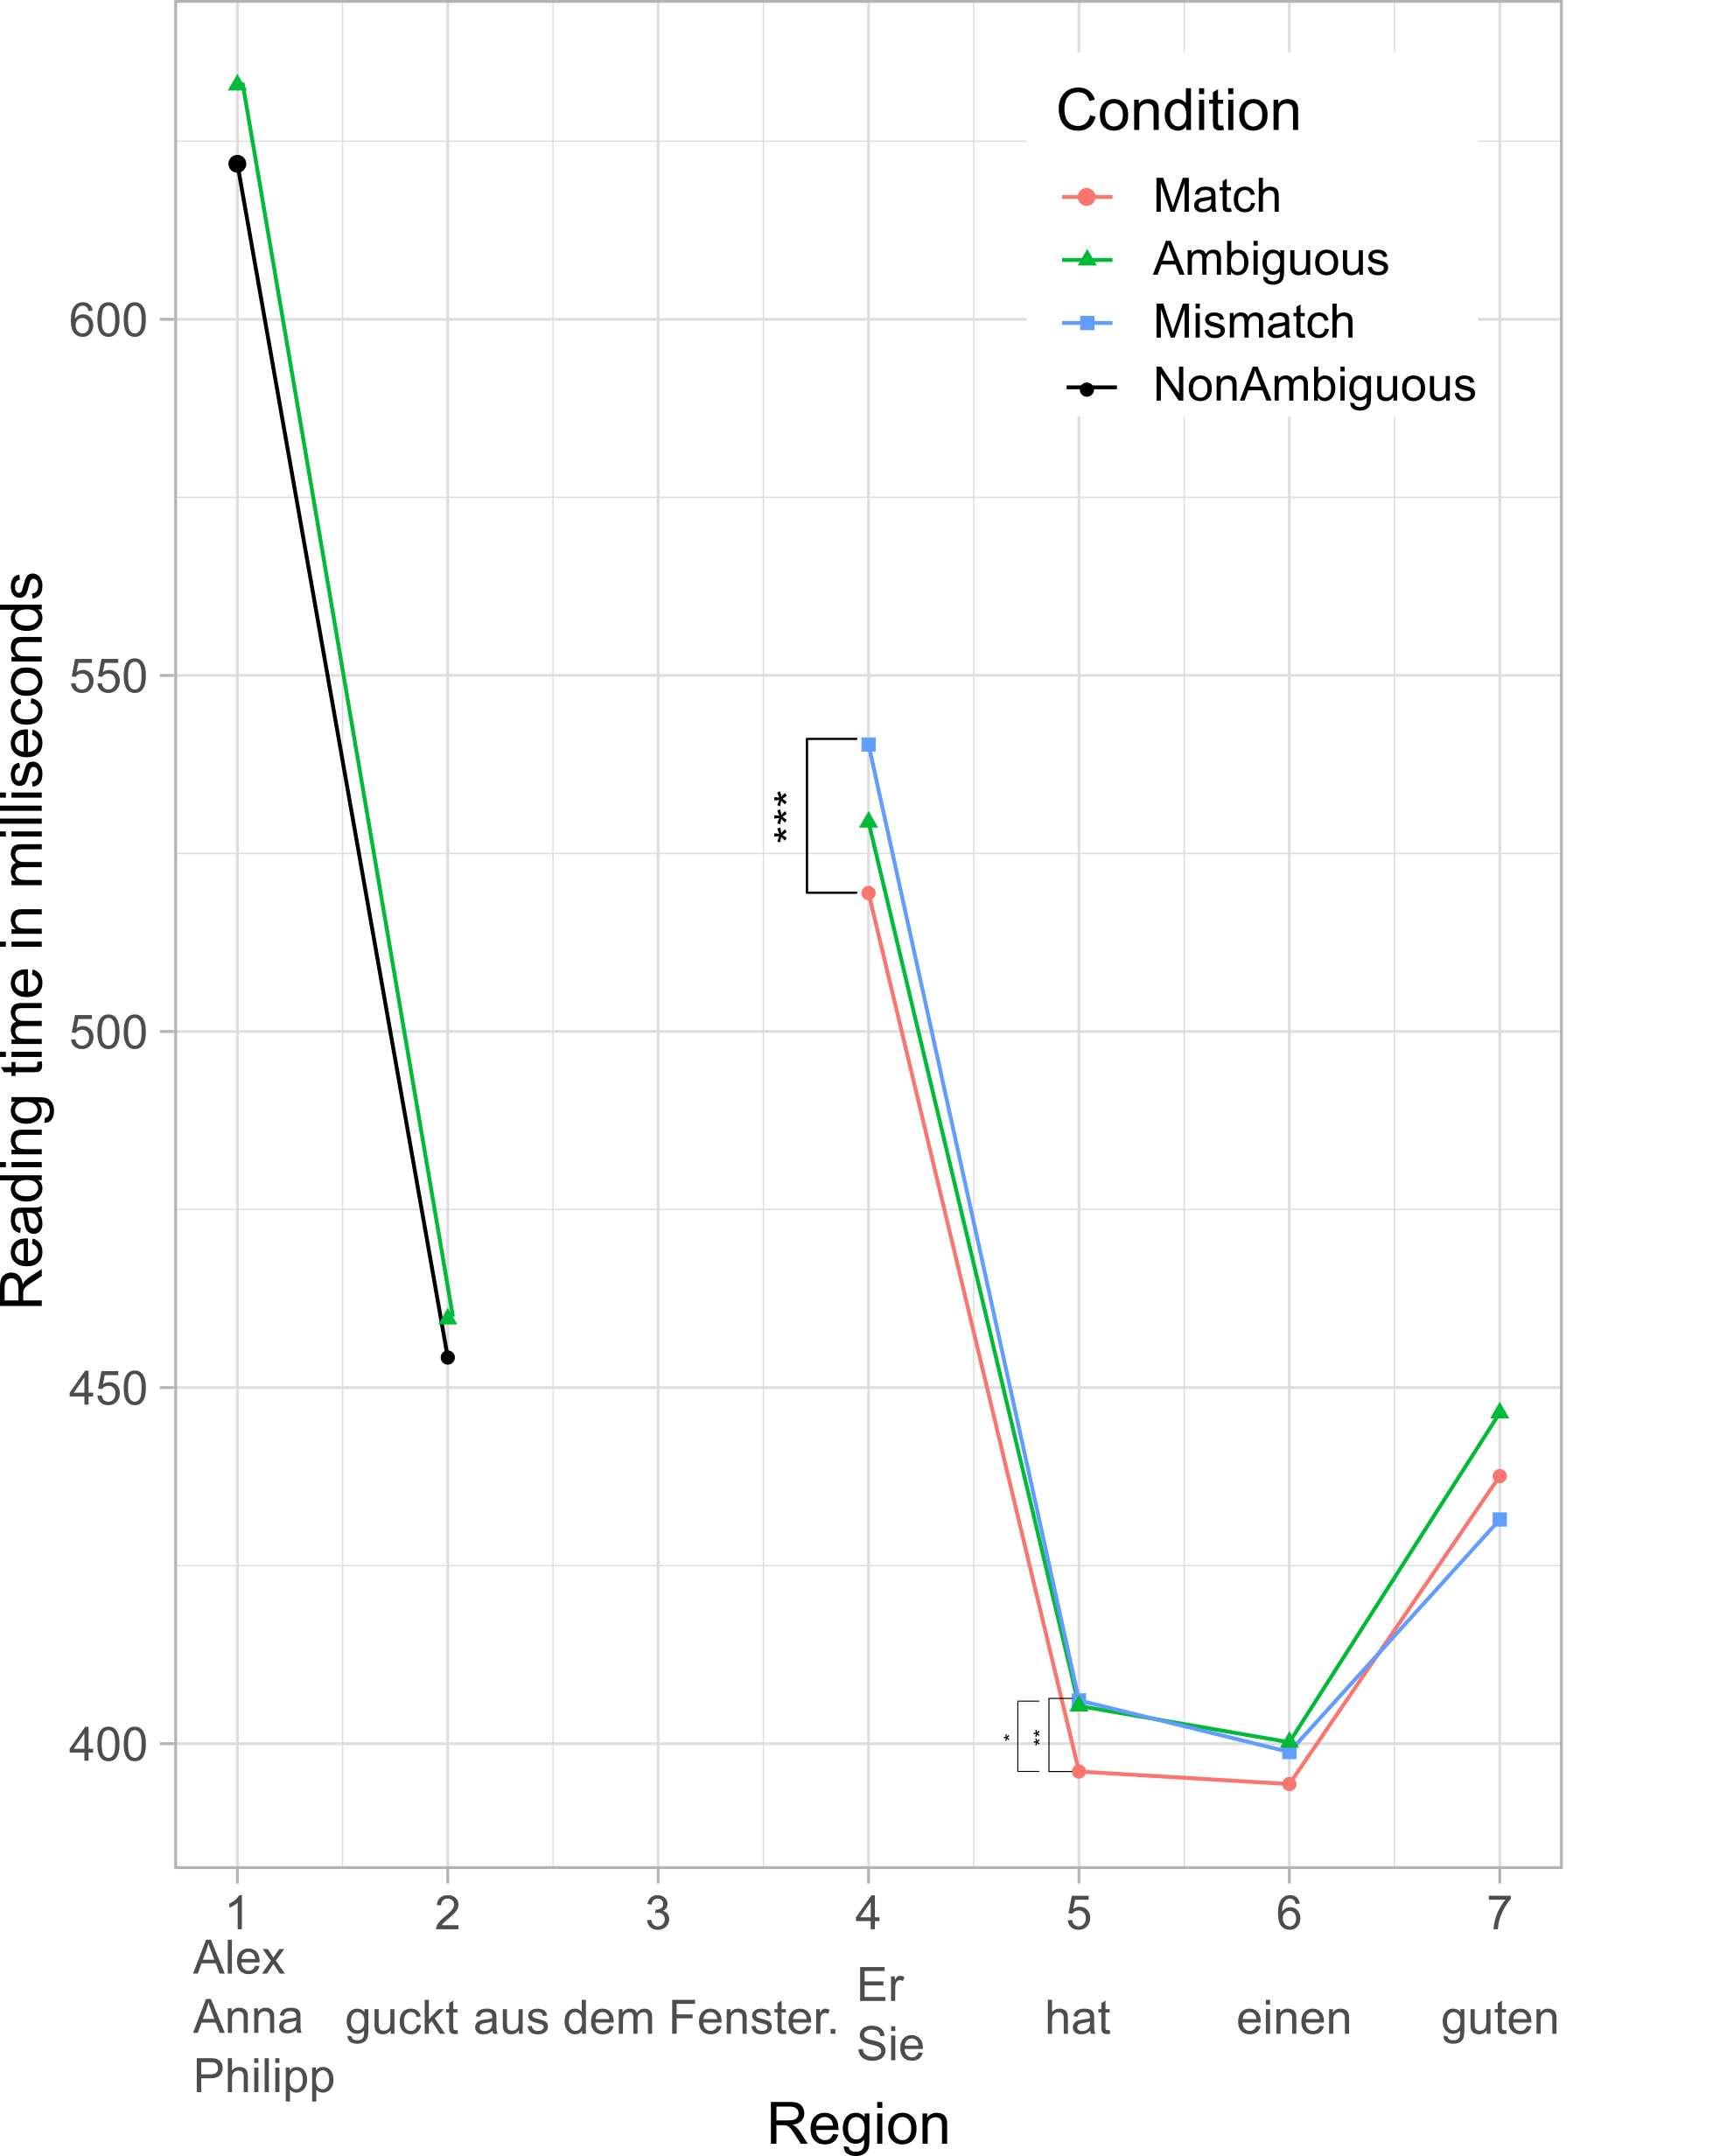 Condition
Match
Ambiguous
Mismatch
NonAmbiguous
Reading time in milliseconds
600
550
500
450
400
***
*
**
1
2
3
4
5
6
7
Alex
Anna
Philipp
guckt aus dem Fenster.
Er
Sie
hat
einen
guten
Region